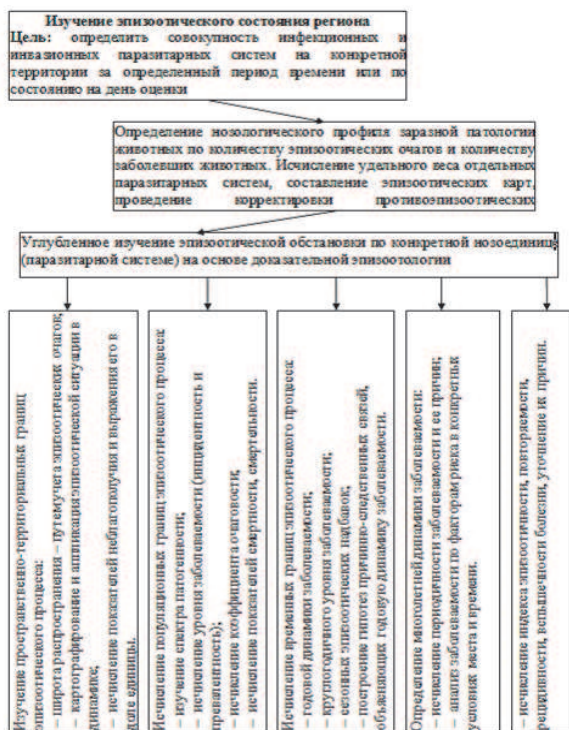 Изучение эпизоотического состояния региона
Цель: определить совокупность инфекционных и
инвазионных паразитарных систем на конкретной
территории за определенный период времени или по
состоянию на день оценки
Определение нозологического профиля заразной патологии
животных по количеству эпизоотических очагов и количеству
заболевших животных. Исчисление удельного веса отдельных
паразитарных систем, составление эпизоотических карт,
проведение корректировки противоэпизоотических
Углубленное изучение эпизоотической обстановки по конкретной нозоединице
(паразитарной системе) на основе доказательной эпизоотологии
Изучение пространственно-территориальных границ
эпизоотического процесса:
– широта распространения – путем учета эпизоотических очагов;
– картографирование и аппликация эпизоотической ситуации в
динамике;
– исчисление показателей неблагополучия и выражения его в
доле единицы.
Исчисление популяционных границ эпизоотического процесса:
– изучение спектра патогенности;
– исчисление уровня заболеваемости (инцидентность и
превалентность);
– исчисление коэффициента очаговости;
– исчисление показателей смертности, смертельности.
Исчисление временных границ эпизоотического процесса:
– годовой динамики заболеваемости;
– круглогодичного уровня заболеваемости;
– сезонных эпизоотических надбавок;
– построение гипотез причинно-следственных связей,
объясняющих годовую динамику заболеваемости.
Определение многолетней динамики заболеваемости:
– исчисление периодичности заболеваемости и ее причин;
– анализ заболеваемости по факторам риска в конкретных
условиях места и времени.
– исчисление индекса эпизоотичности, повторяемости,
рецидивности, вспышечности болезни, уточнение их причин.